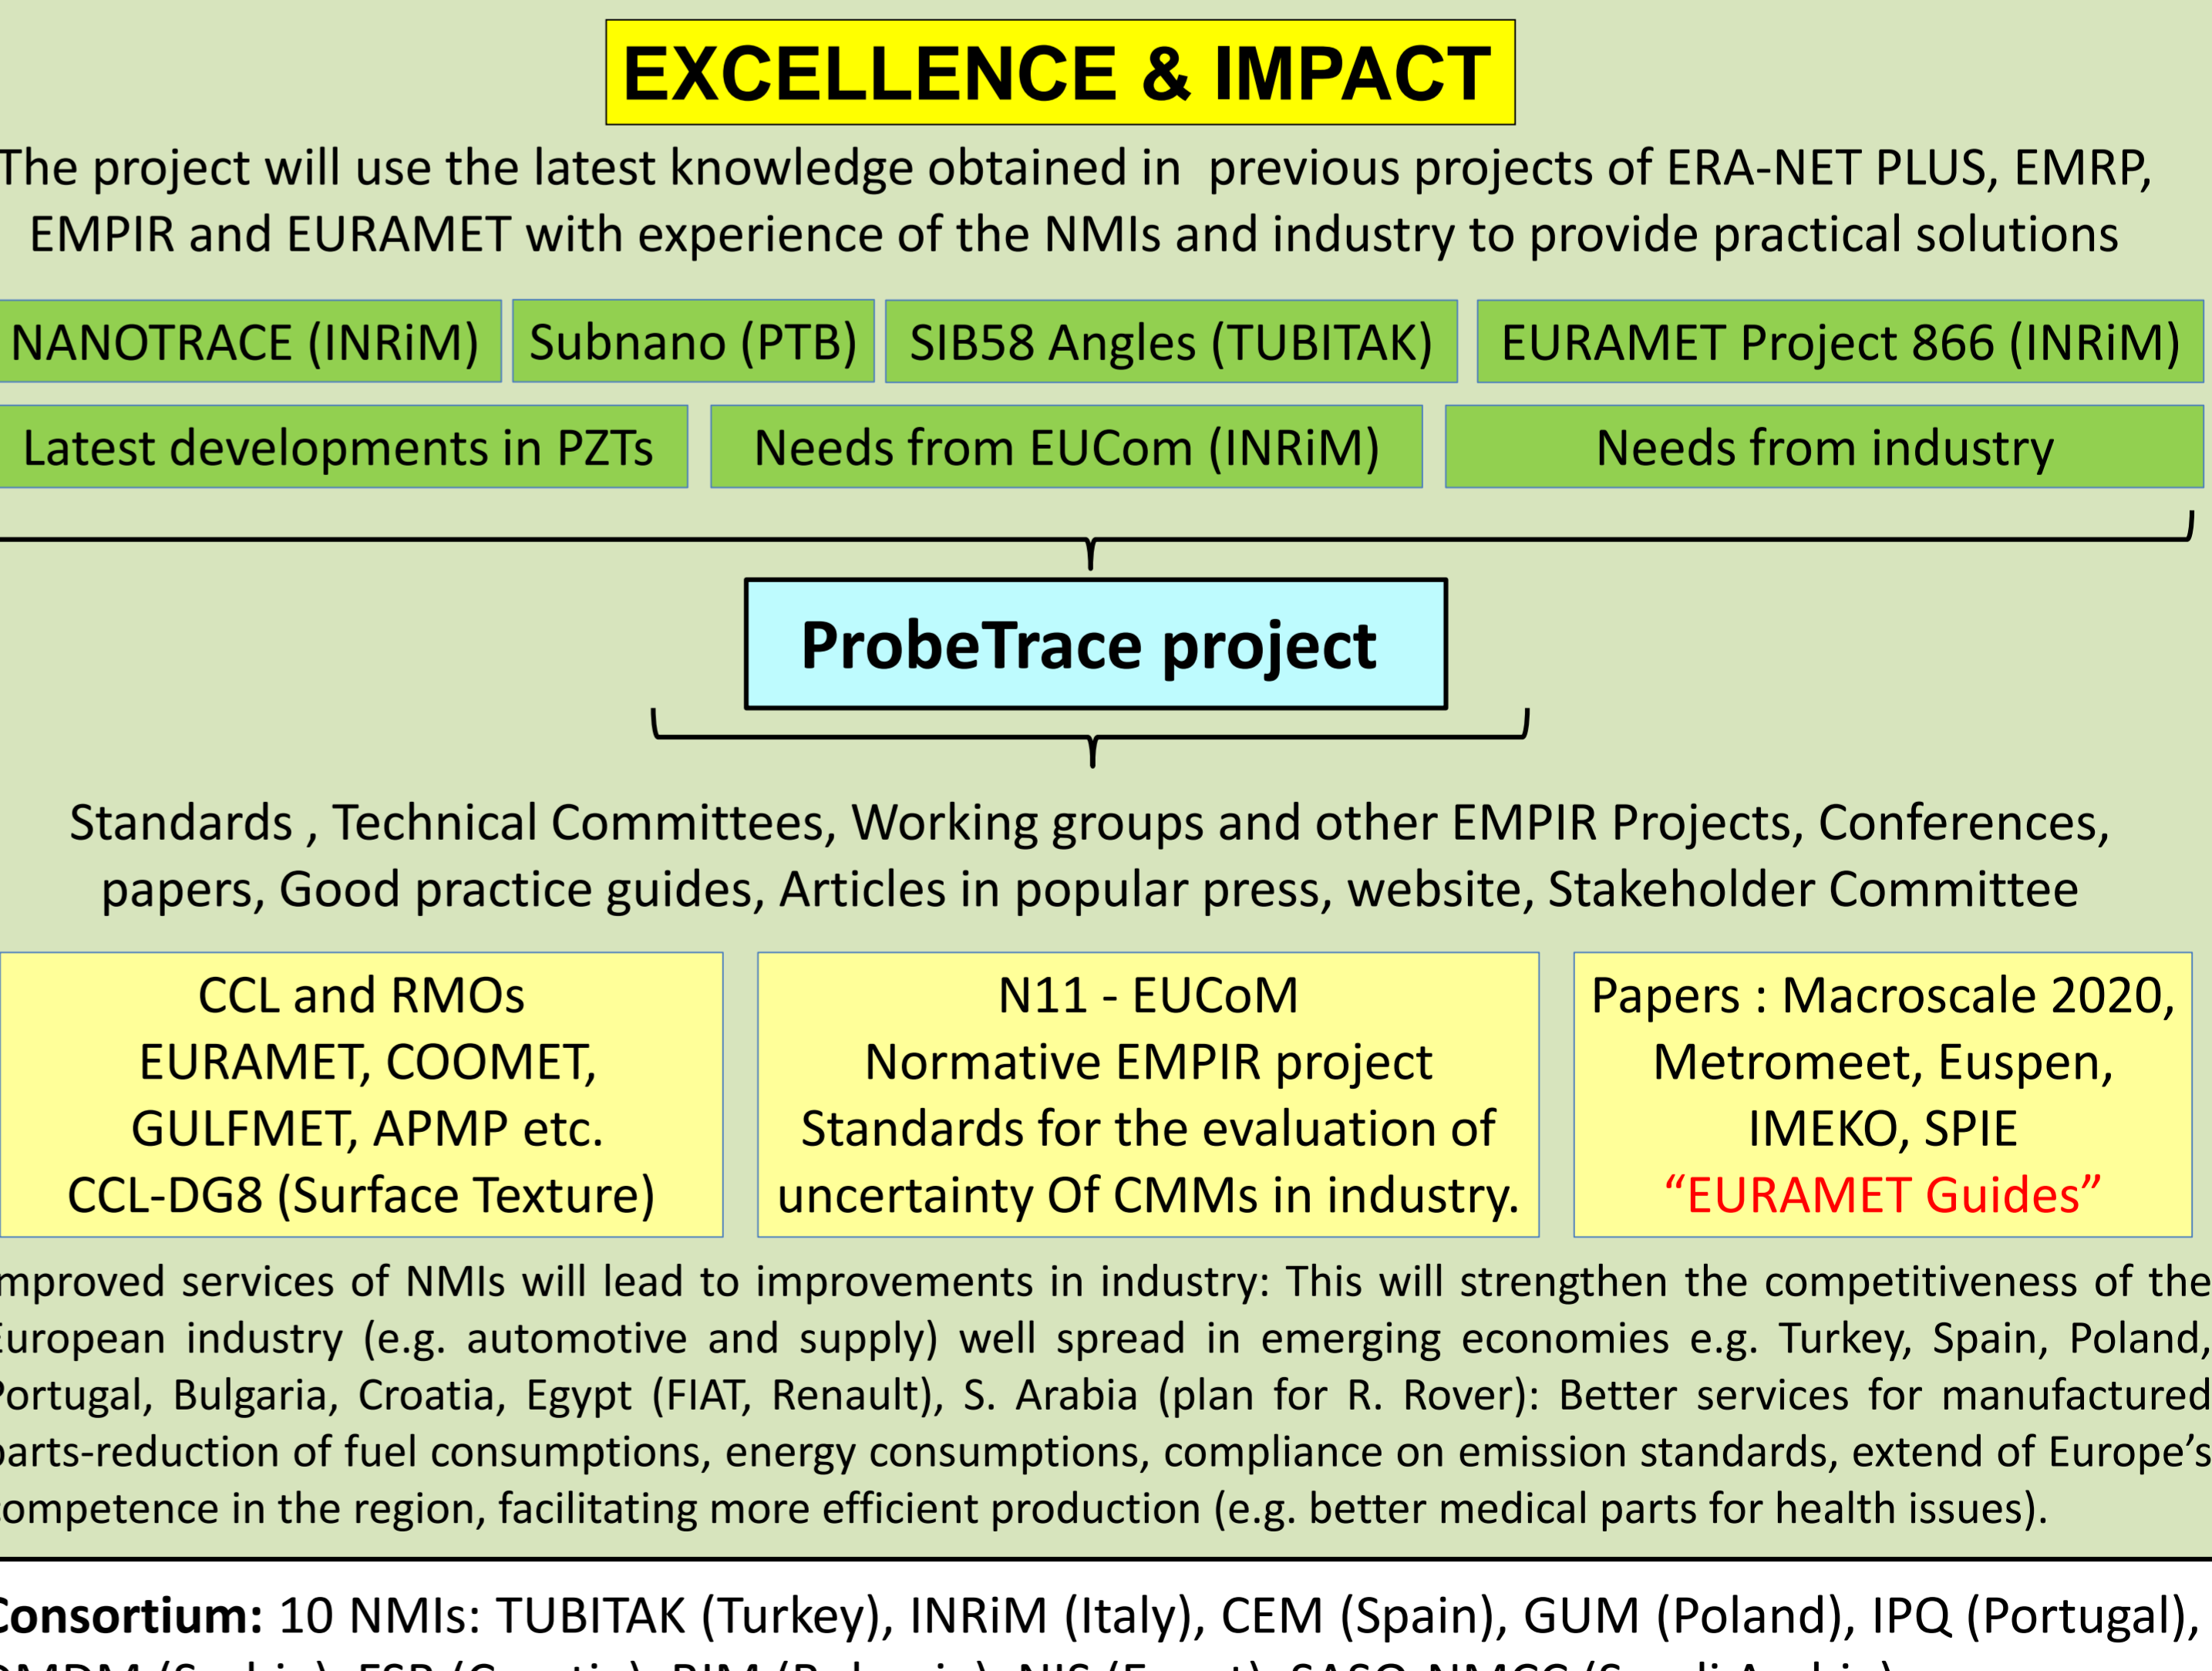 EXCELLENCE & IMPACT
The project will use the latest knowledge obtained in previous projects of ERA-NET PLUS, EMRP,
EMPIR and EURAMET with experience of the NMIs and industry to provide practical solutions
NANOTRACE (INRiM) Subnano (PTB) SIB58 Angles (TUBITAK) EURAMET Project 866 (INRiM)
Latest developments in PZTs Needs from EUCom (INRiM) Needs from industry
ProbeTrace project
Standards , Technical Committees, Working groups and other EMPIR Projects, Conferences,
papers, Good practice guides, Articles in popular press, website, Stakeholder Committee
CCL and RMOs
EURAMET, COOMET,
GULFMET, APMP etc.
CCL-DG8 (Surface Texture)
N11 - EUCoM
Normative EMPIR project
Standards for the evaluation of
uncertainty Of CMMs in industry.
Papers : Macroscale 2020,
Metromeet, Euspen,
IMEKO, SPIE
“EURAMET Guides”
mproved services of NMIs will lead to improvements in industry: This will strengthen the competitiveness of the
European industry (e.g. automotive and supply) well spread in emerging economies e.g. Turkey, Spain, Poland,
Portugal, Bulgaria, Croatia, Egypt (FIAT, Renault), S. Arabia (plan for R. Rover): Better services for manufactured
parts-reduction of fuel consumptions, energy consumptions, compliance on emission standards, extend of Europe’s
competence in the region, facilitating more efficient production (e.g. better medical parts for health issues).
Consortium: 10 NMIs: TUBITAK (Turkey), INRiM (Italy), CEM (Spain), GUM (Poland), IPQ (Portugal),